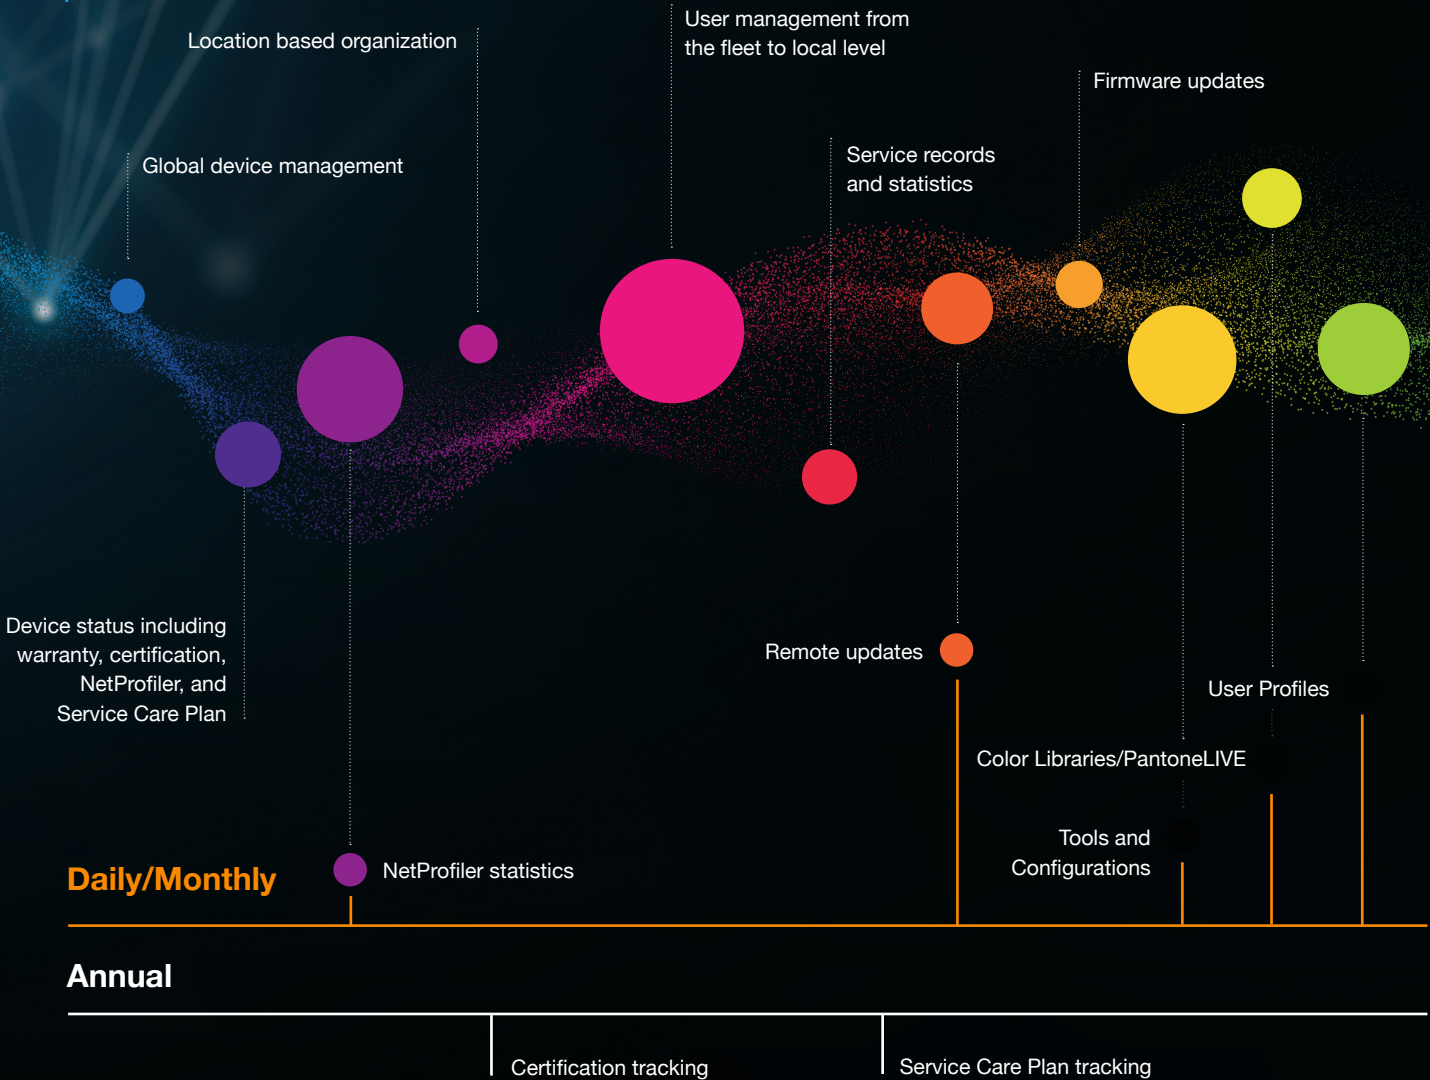 User management from
the fleet to local level
Location based organization
Firmware updates
Global device management
Service records
and statistics
Device status including
warranty, certification,
NetProfiler, and
Service Care Plan
Remote updates
User Profiles
Color Libraries/PantoneLIVE
Tools and
Configurations
Daily/Monthly
NetProfiler statistics
Annual
Certification tracking
Service Care Plan tracking